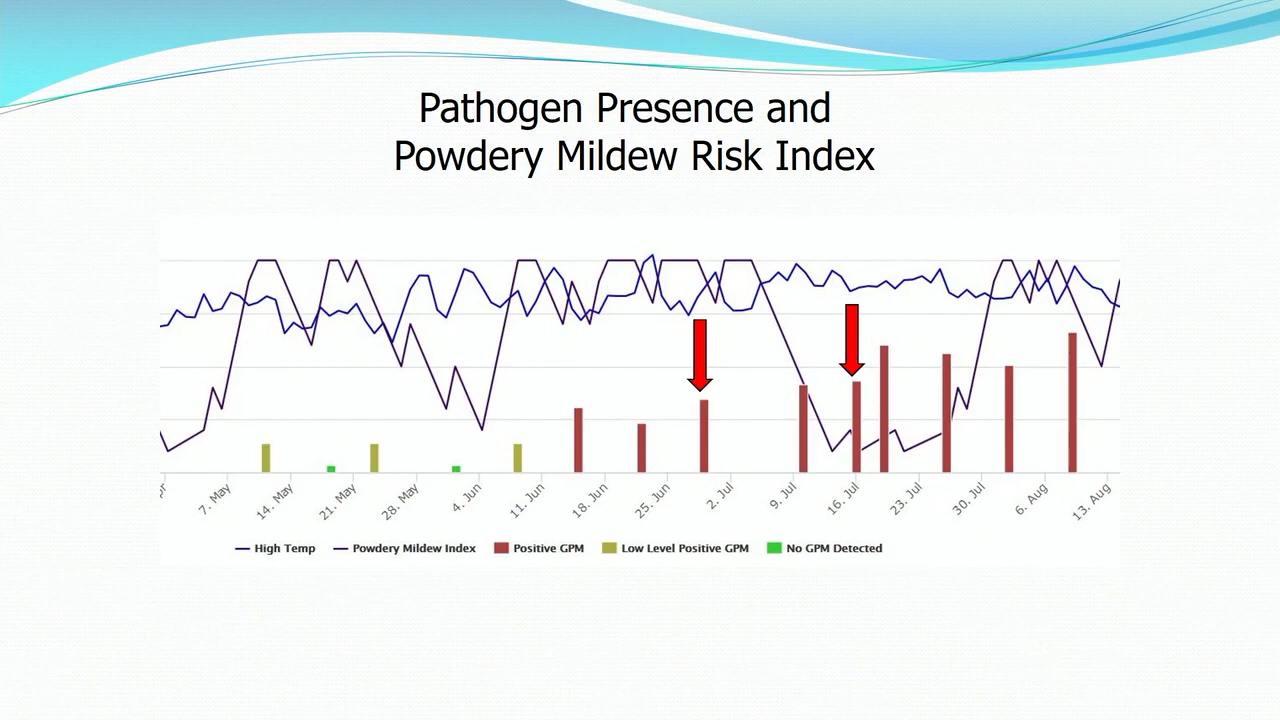 Pathogen Presence and
Powdery Mildew Risk Index
7. May
14. May
21. May
28. May
4. Jun
11. Jun
18. Jun
25. Jun
2. Jul
9. Jul
16. Jul
23. Jul
30. Jul
6. Aug
13. Aug
High Temp Powdery Mildew Index Positive GPM Low Level Positive GPM No GPM Detected